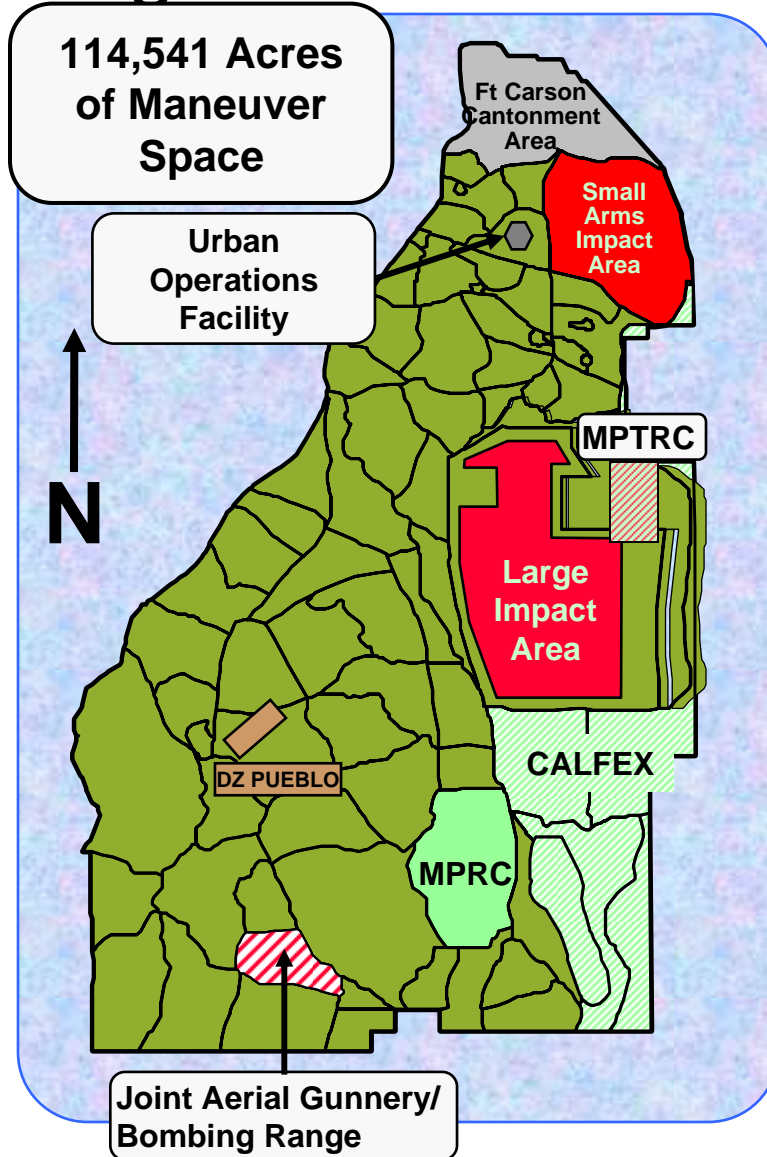 114,541 Acres
of Maneuver
Space
Ft Carson
Cantonment
Area
Small
Arms
Impact
Area
Urban
Operations
Facility
MPTRC
N
Large
Impact
Area
CALFEX
DZ PUEBLO
MPRC
Joint Aerial Gunnery/
Bombing Range